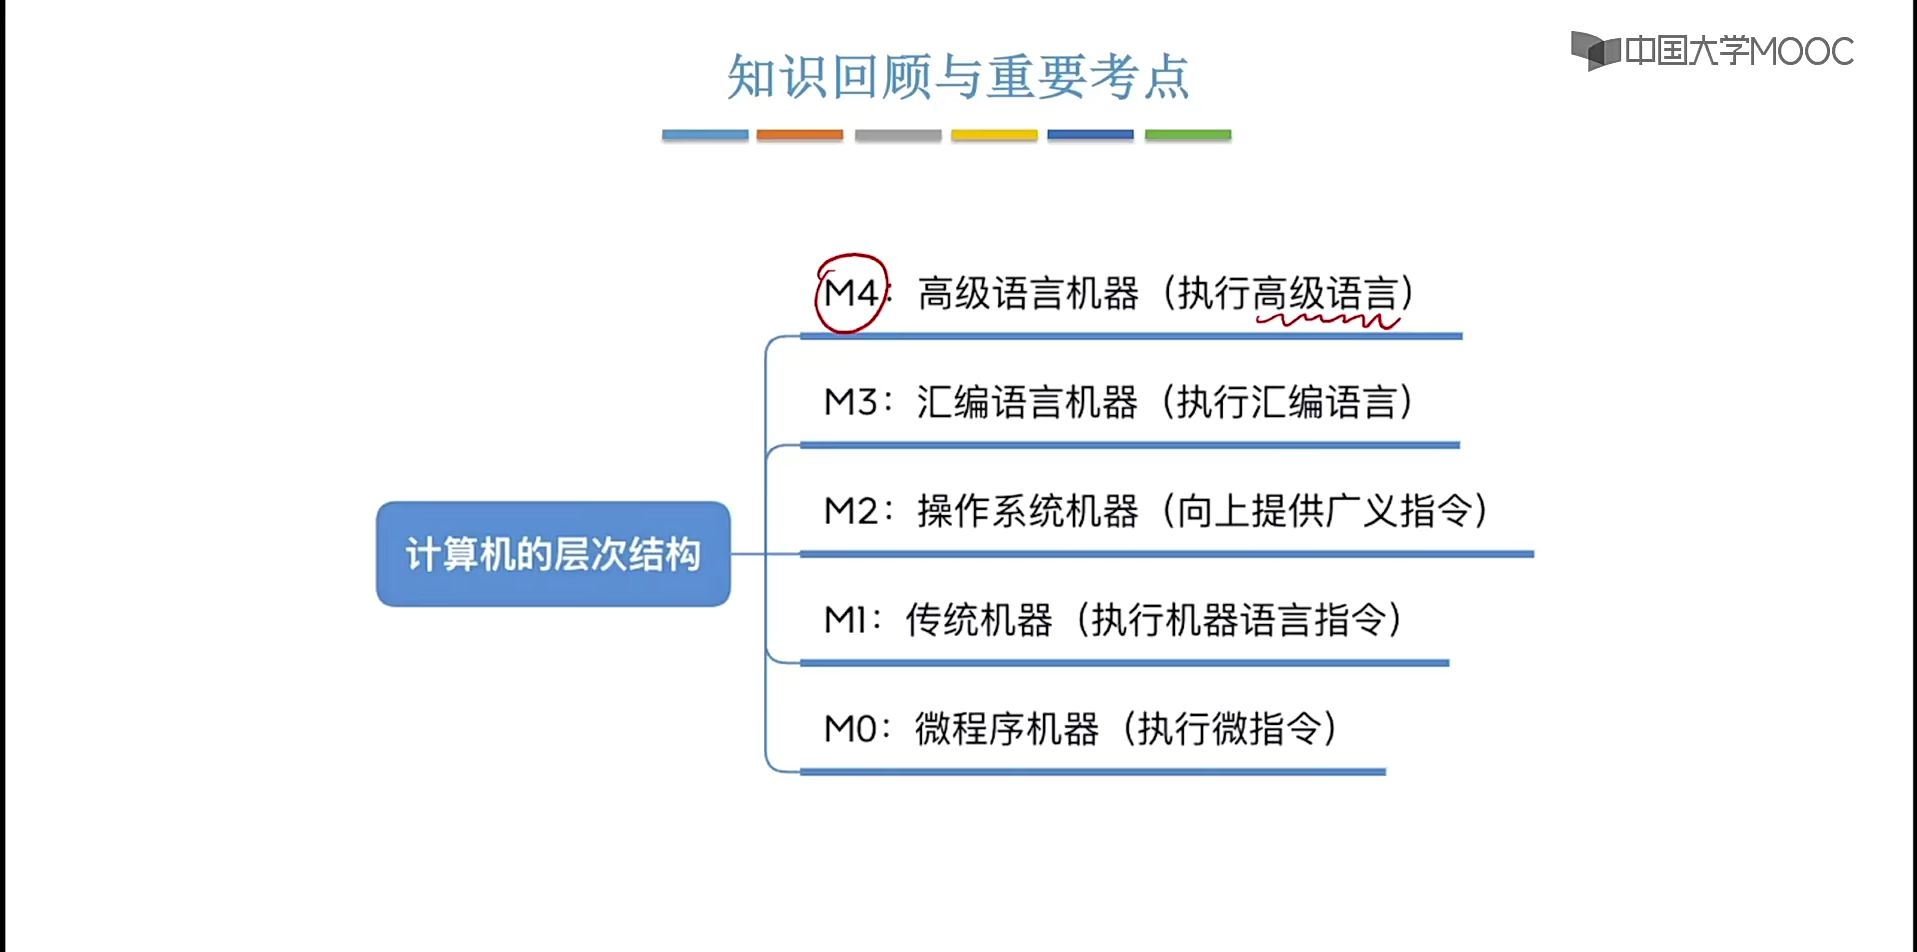 中国大学MOOC
知识回顾与重要考点
M4：高级语言机器（执行高级语言）
M3：汇编语言机器（执行汇编语言）
M2：操作系统机器（向上提供广义指令）
计算机的层次结构
M1：传统机器（执行机器语言指令）
M0：微程序机器（执行微指令）